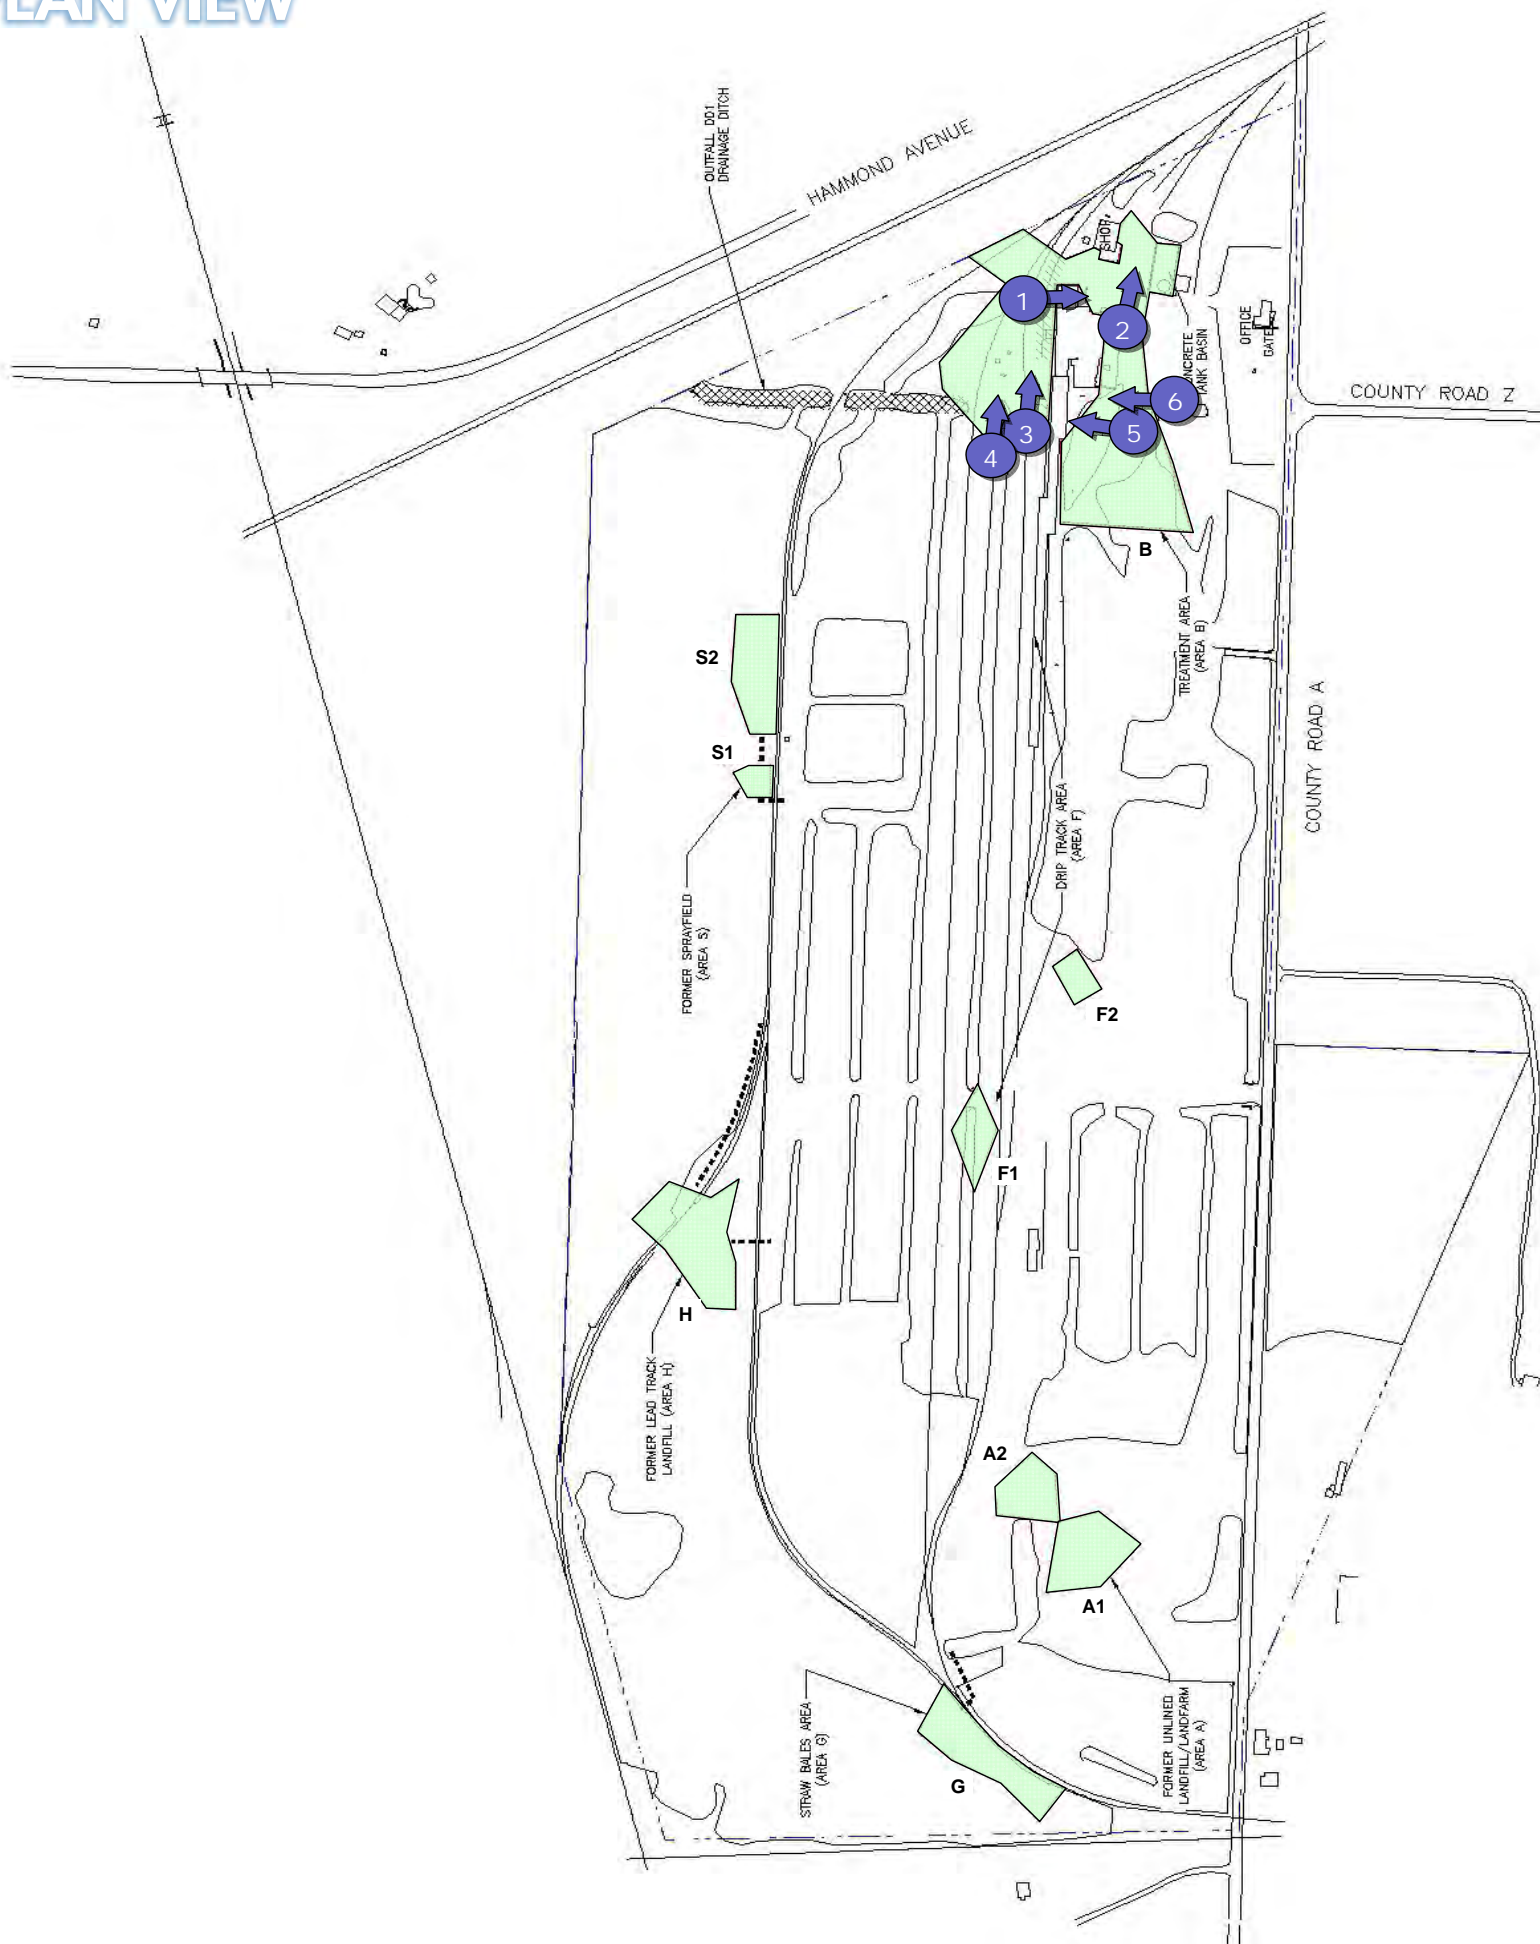 PLAN VIEW
OUTFALL DD1
DRAINAGE DITCH
HAMMOND AVENUE
SHOP
1
2
CONCRETE
TANK BASIN
OFFICE
GATE
COUNTY ROAD Z
6
3
5
4
B
TREATMENT AREA
(AREA B)
S2
S1
COUNTY ROAD A
DRIP TRACK AREA
(AREA F)
FORMER SPRAYFIELD
(AREA S)
F2
F1
H
FORMER LEAD TRACK
LANDFILL (AREA H)
A2
A1
STRAW BALES AREA
(AREA G)
G
FORMER UNLINED
LANDFILL/LANDFARM
(AREA A)